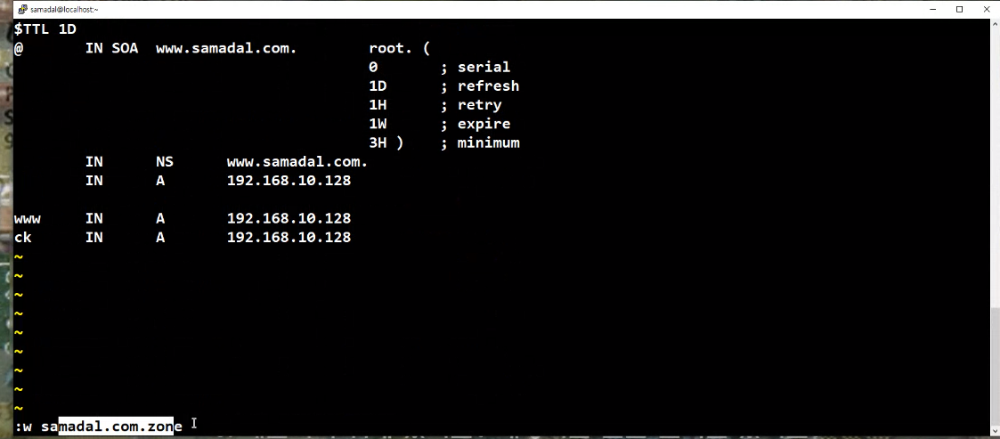 samadal@localhost:~
$TTL 1D
@ IN SOA www.samadal.com. root. (
0 ; serial
1D ; refresh
1H ; retry
1W ; expire
3H ) ; minimum
IN NS www.samadal.com.
IN A 192.168.10.128
www IN A 192.168.10.128
ck IN A 192.168.10.128
~
~
~
~
~
~
~
~
~
:w samadal.com.zone